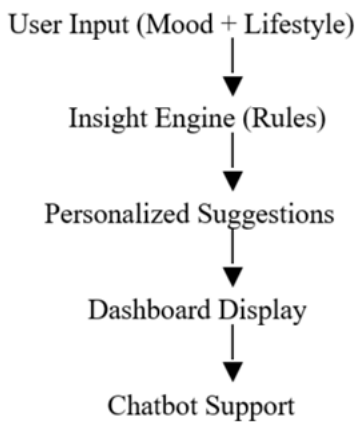 User Input (Mood + Lifestyle)
Insight Engine (Rules)
Personalized Suggestions
Dashboard Display
Chatbot Support